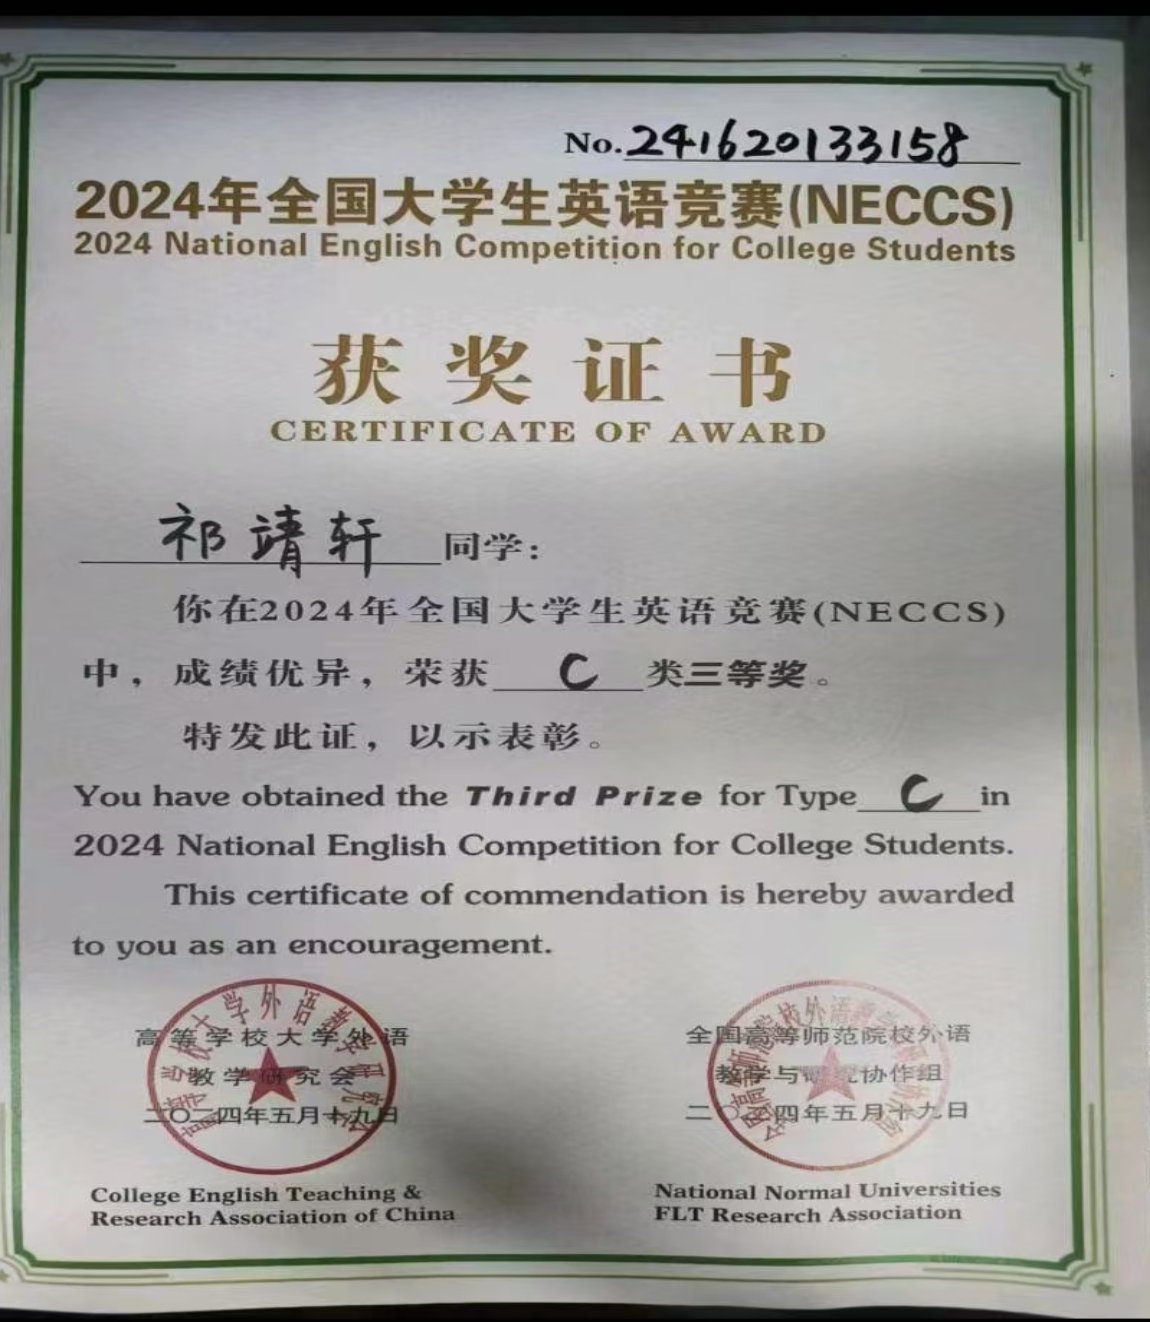 No. 241620133158
2024年全国大学生英语竞赛(NECCS)
2024 National English Competition for College Students
获奖证书
CERTIFICATE OF AWARD
祁靖轩 同学：
你在2024年全国大学生英语竞赛(NECCS)
中，成绩优异，荣获 C 类三等奖。
特发此证，以示表彰。
You have obtained the Third Prize for Type C in
2024 National English Competition for College Students.
This certificate of commendation is hereby awarded
to you as an encouragement.
高等学校大学外语
教学研究会
二〇二四年五月十九日
College English Teaching &
Research Association of China
全国高等师范院校外语
教学与研究协作组
二〇二四年五月十九日
National Normal Universities
FLT Research Association